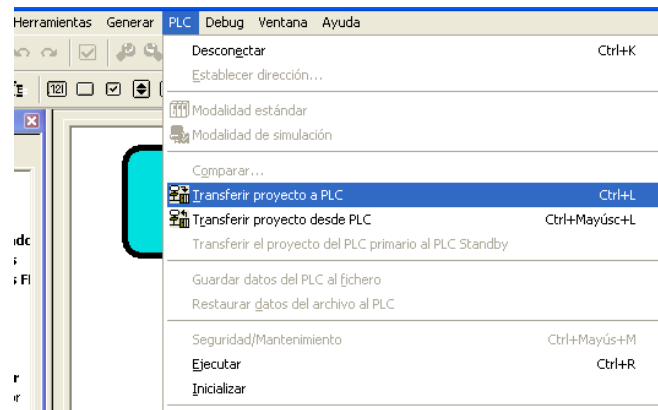 Herramientas Generar PLC Debug Ventana Ayuda
Desconectar Ctrl+K
Establecer dirección...
Modalidad estándar
Modalidad de simulación
Comparar...
Transferir proyecto a PLC Ctrl+L
Transferir proyecto desde PLC Ctrl+Mayúsc+L
Transferir el proyecto del PLC primario al PLC Standby
Guardar datos del PLC al fichero
Restaurar datos del archivo al PLC
Seguridad/Mantenimiento Ctrl+Mayús+M
Ejecutar Ctrl+R
Inicializar